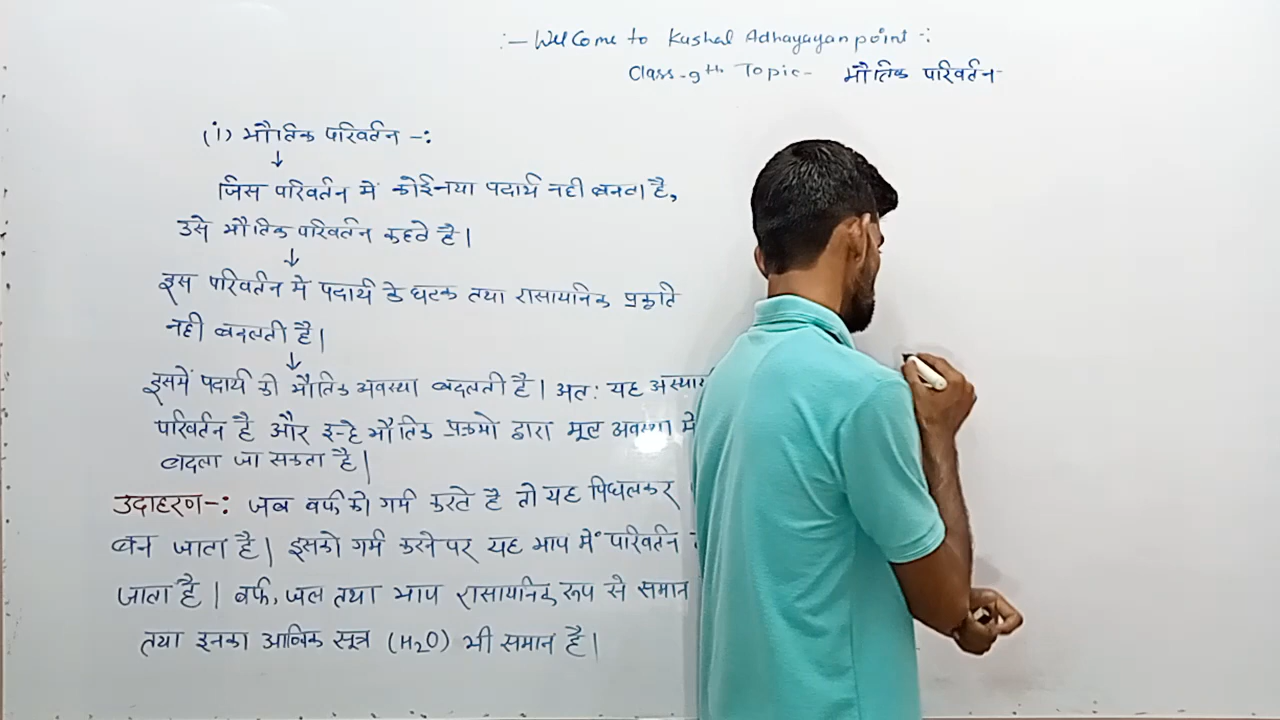 :- Welcome to Kushal Adhayayan point -:
Class-9th Topic- भौतिक परिवर्तन
(i) भौतिक परिवर्तन -:
↓
जिस परिवर्तन में कोई नया पदार्थ नही बनता है,
उसे भौतिक परिवर्तन कहते है।
↓
इस परिवर्तन में पदार्थ के घटक तथा रासायनिक प्रकृति
नही बदलती है।
↓
इसमें पदार्थ की भौतिक अवस्था बदलती है। अतः यह
परिवर्तन है और इन्हे भौतिक प्रक्रमो द्वारा मूल अवस्था मे
बदला जा सकता है।
उदाहरण-: जब बर्फ को गर्म करते है तो यह पिघलकर
बन जाता है। इसको गर्म करने पर यह भाप में परिवर्तन
जाता है। बर्फ, जल तथा भाप रासायनिक रूप से समान
तथा इनका आन्विक सूत्र (H2O) भी समान है।